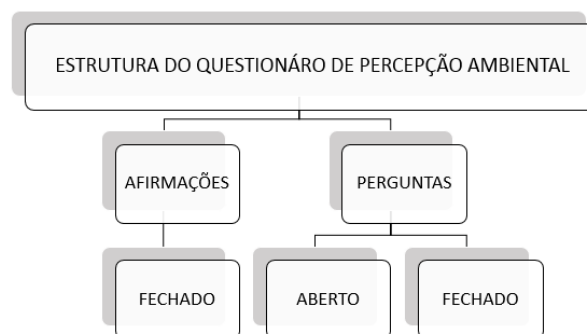 ESTRUTURA DO QUESTIONÁRO DE PERCEPÇÃO AMBIENTAL
AFIRMAÇÕES
PERGUNTAS
FECHADO
ABERTO
FECHADO